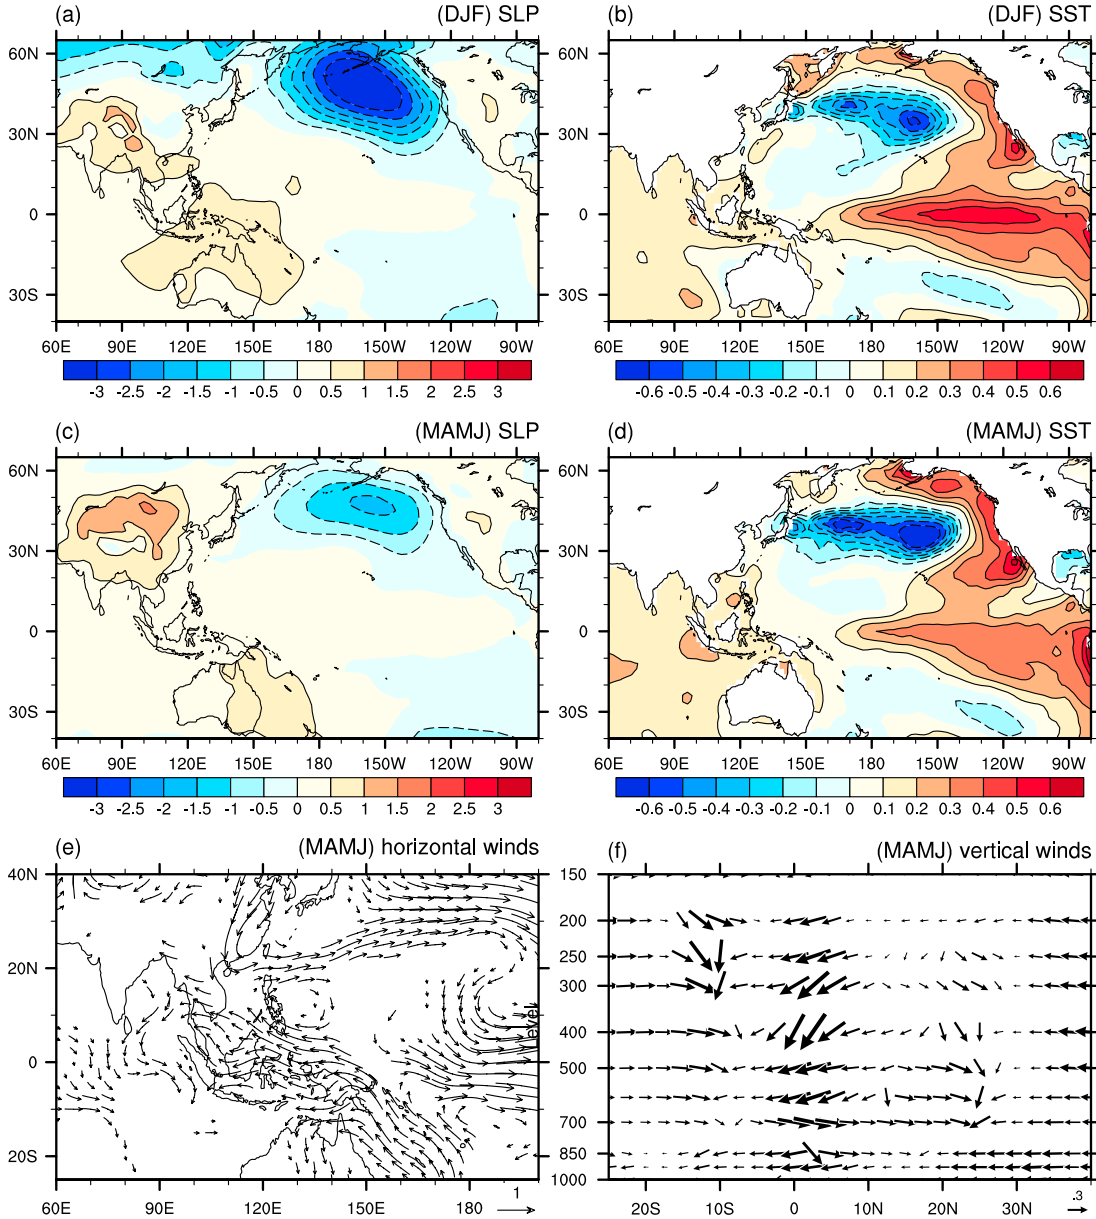 (a) (DJF) SLP (b) (DJF) SST
60N 60N
30N 30N
0 0
30S 30S
60E 90E 120E 150E 180 150W 120W 90W 60E 90E 120E 150E 180 150W 120W 90W
-3 -2.5 -2 -1.5 -1 -0.5 0 0.5 1 1.5 2 2.5 3 -0.6 -0.5 -0.4 -0.3 -0.2 -0.1 0 0.1 0.2 0.3 0.4 0.5 0.6
(c) (MAMJ) SLP (d) (MAMJ) SST
60N 60N
30N 30N
0 0
30S 30S
60E 90E 120E 150E 180 150W 120W 90W 60E 90E 120E 150E 180 150W 120W 90W
-3 -2.5 -2 -1.5 -1 -0.5 0 0.5 1 1.5 2 2.5 3 -0.6 -0.5 -0.4 -0.3 -0.2 -0.1 0 0.1 0.2 0.3 0.4 0.5 0.6
(e) (MAMJ) horizontal winds (f) (MAMJ) vertical winds
40N 150
200
250
20N 300
400
0 500
700
20S 850
1000
60E 90E 120E 150E 180 1 20S 10S 0 10N 20N 30N .3